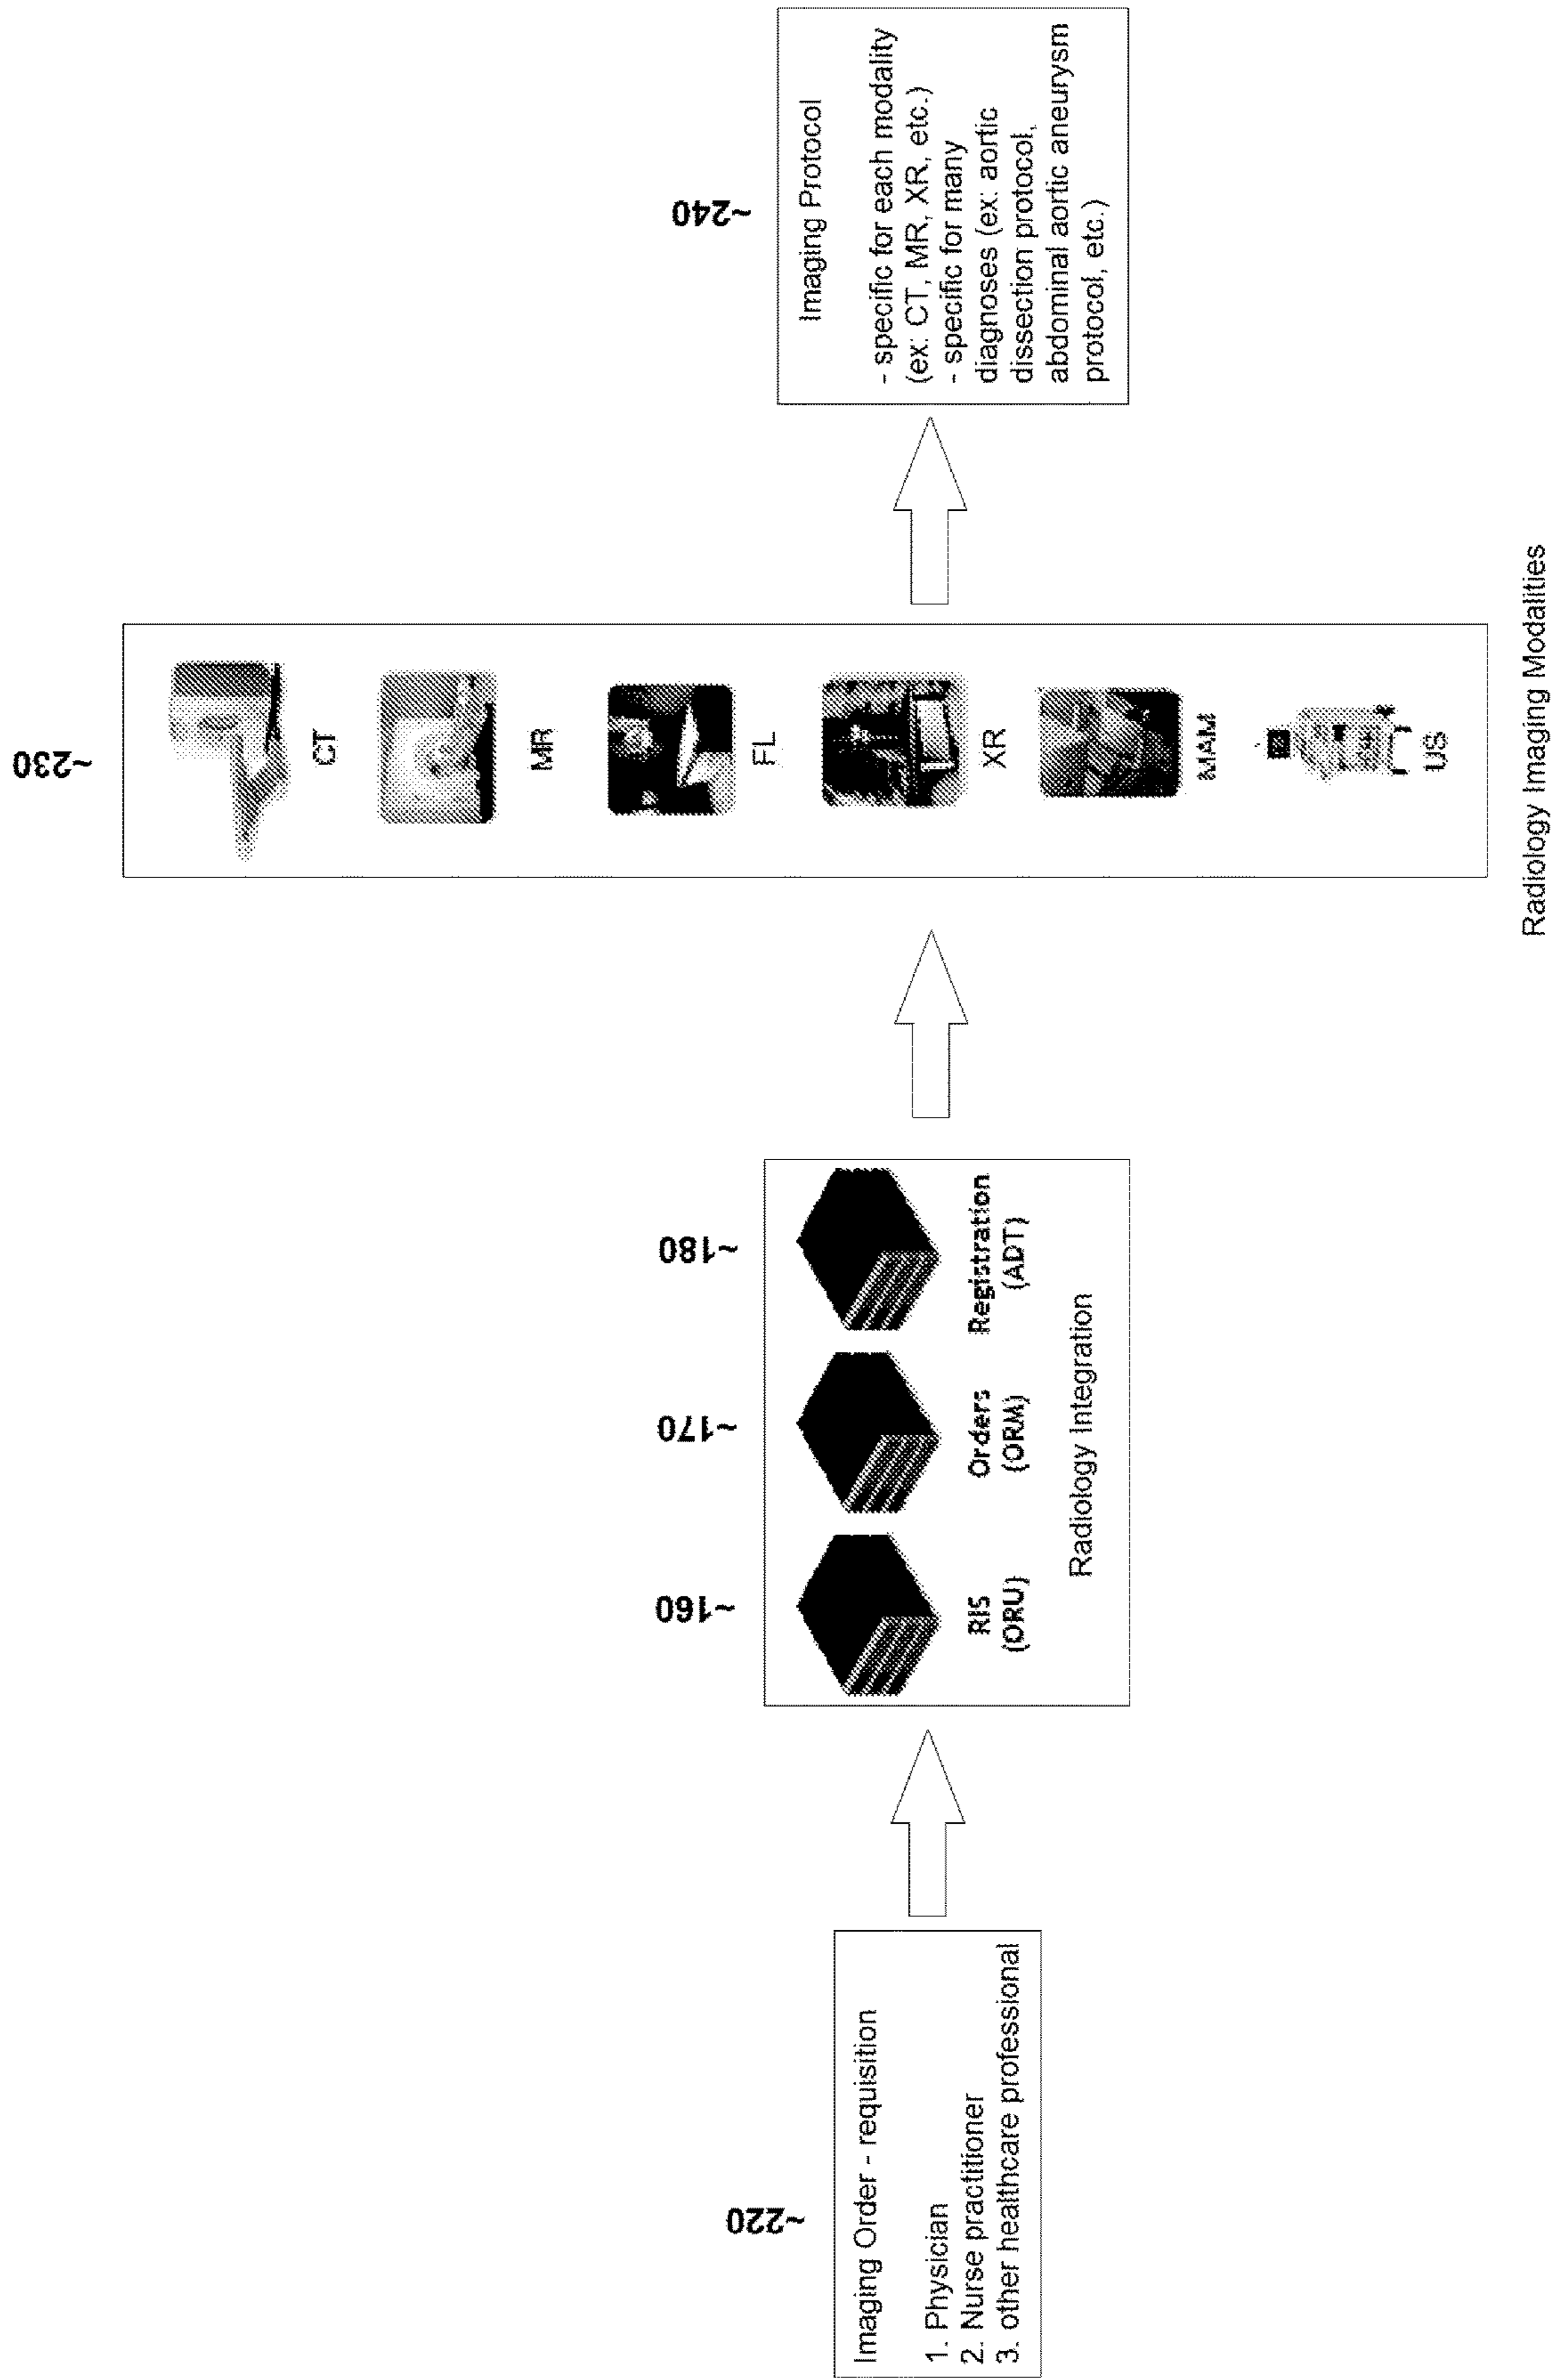 ~220
Imaging Order - requisition
1. Physician
2. Nurse practitioner
3. other healthcare professional
~160
~170
~180
RIS
(ORU)
Orders
(ORM)
Registration
(ADT)
Radiology Integration
~230
CT
MR
FL
XR
MAM
US
Radiology Imaging Modalities
~240
Imaging Protocol
- specific for each modality
(ex: CT, MR, XR, etc.)
- specific for many
diagnoses (ex: aortic
dissection protocol,
abdominal aortic aneurysm
protocol, etc.)